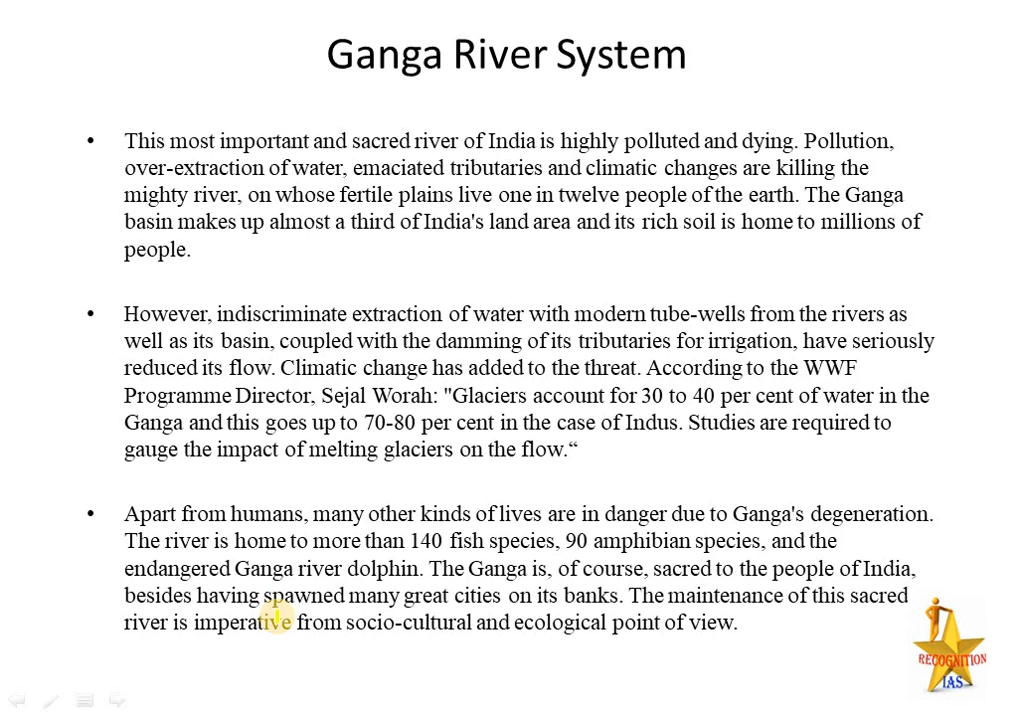 Ganga River System
• This most important and sacred river of India is highly polluted and dying. Pollution,
over-extraction of water, emaciated tributaries and climatic changes are killing the
mighty river, on whose fertile plains live one in twelve people of the earth. The Ganga
basin makes up almost a third of India's land area and its rich soil is home to millions of
people.
• However, indiscriminate extraction of water with modern tube-wells from the rivers as
well as its basin, coupled with the damming of its tributaries for irrigation, have seriously
reduced its flow. Climatic change has added to the threat. According to the WWF
Programme Director, Sejal Worah: "Glaciers account for 30 to 40 per cent of water in the
Ganga and this goes up to 70-80 per cent in the case of Indus. Studies are required to
gauge the impact of melting glaciers on the flow.“
• Apart from humans, many other kinds of lives are in danger due to Ganga's degeneration.
The river is home to more than 140 fish species, 90 amphibian species, and the
endangered Ganga river dolphin. The Ganga is, of course, sacred to the people of India,
besides having spawned many great cities on its banks. The maintenance of this sacred
river is imperative from socio-cultural and ecological point of view.
RECOGNITION
IAS